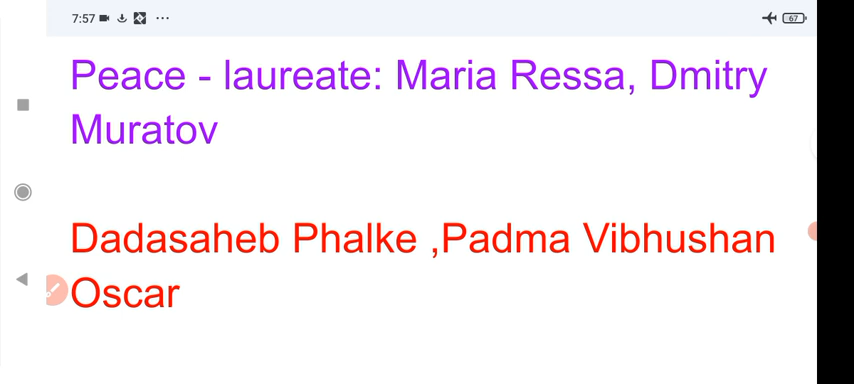 7:57
67
Peace - laureate: Maria Ressa, Dmitry
Muratov
Dadasaheb Phalke ,Padma Vibhushan
Oscar